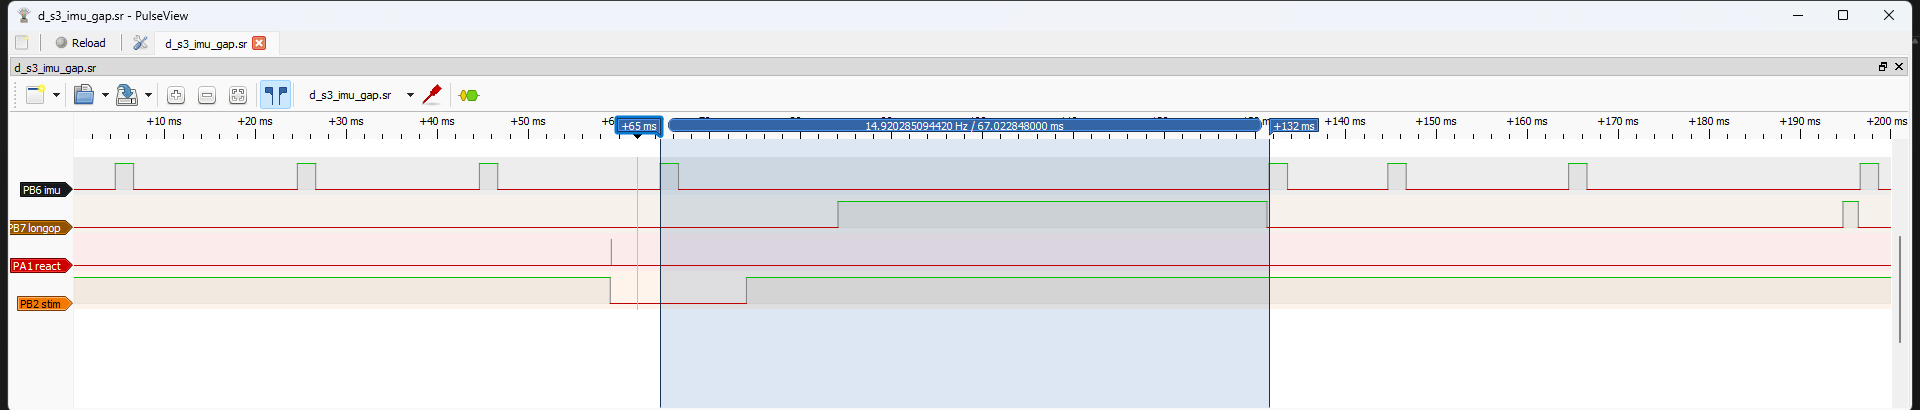 d_s3_imu_gap.sr - PulseView
Reload
d_s3_imu_gap.sr
d_s3_imu_gap.sr
d_s3_imu_gap.sr
+10 ms +20 ms +30 ms +40 ms +50 ms +65 ms 14.920285094420 Hz / 67.022848000 ms +132 ms +140 ms +150 ms +160 ms +170 ms +180 ms +190 ms +200 ms
PB6 imu
PB7 longop
PA1 react
PB2 stim